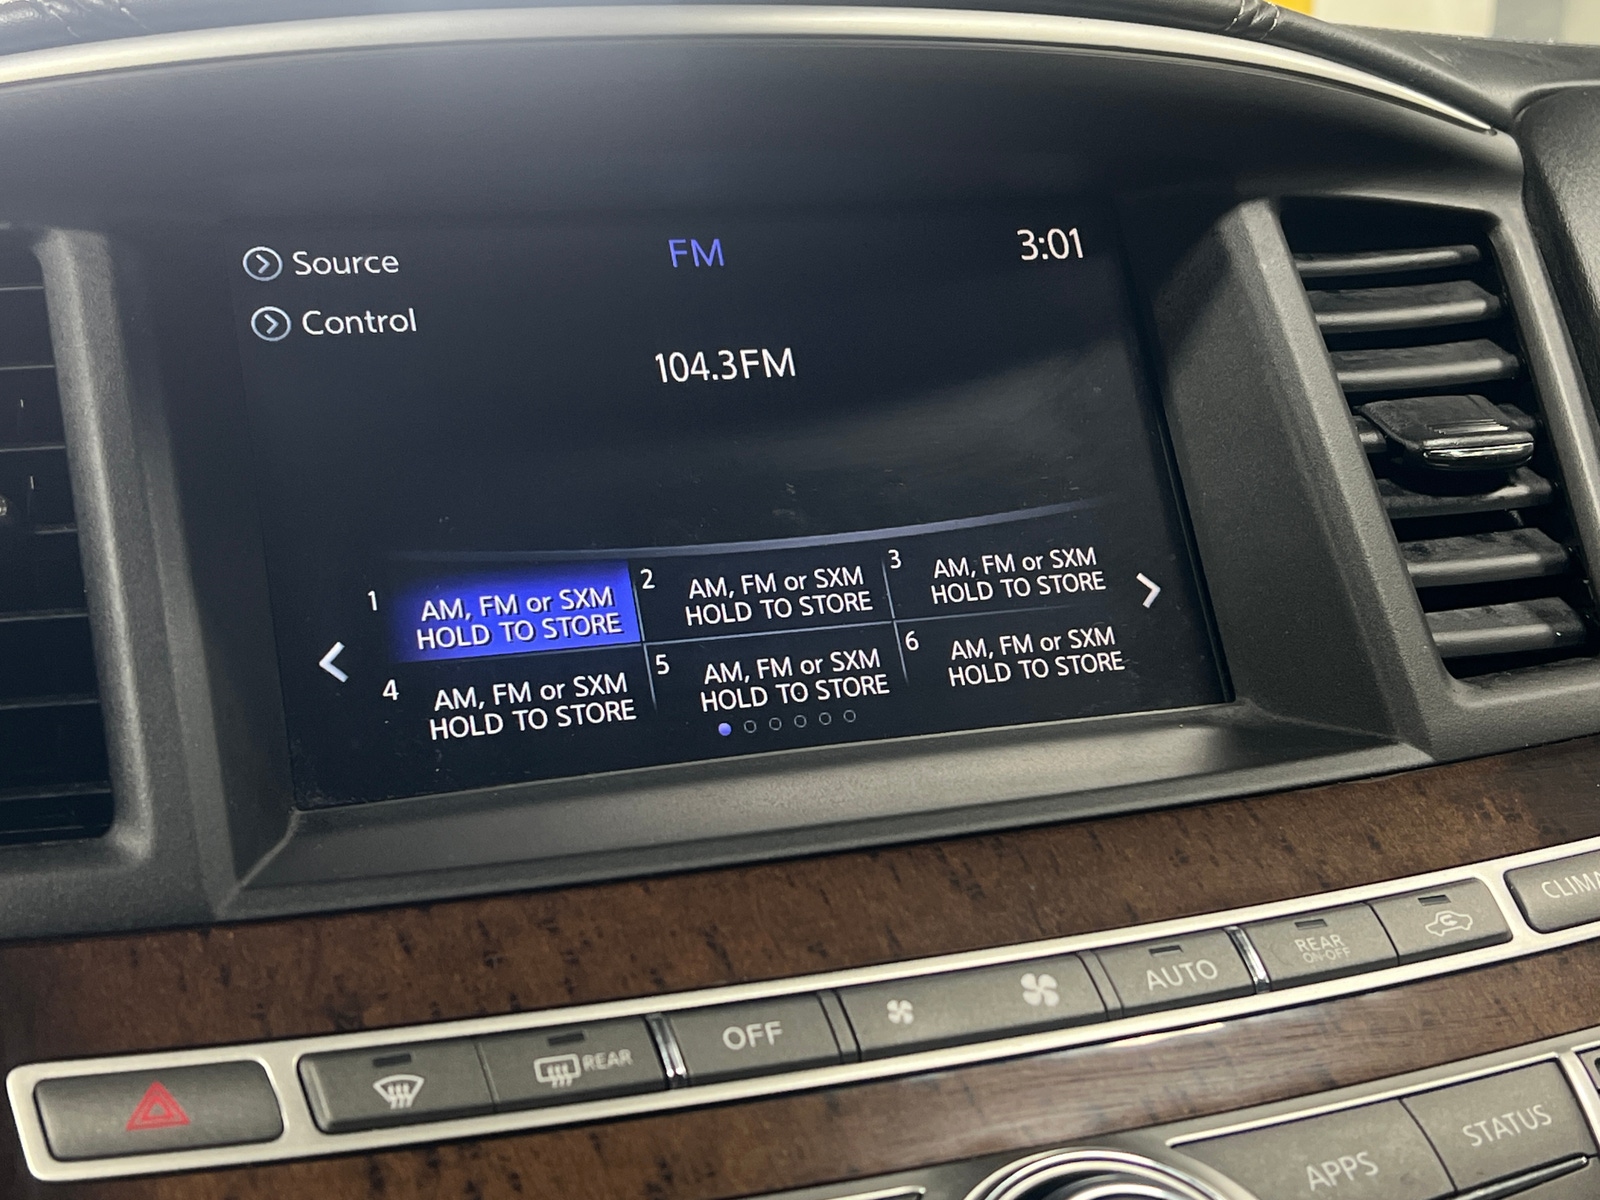 Source
FM
3:01
Control
104.3FM
1
AM, FM or SXM
HOLD TO STORE
2
AM, FM or SXM
HOLD TO STORE
3
AM, FM or SXM
HOLD TO STORE
4
AM, FM or SXM
HOLD TO STORE
5
AM, FM or SXM
HOLD TO STORE
6
AM, FM or SXM
HOLD TO STORE
REAR
OFF
AUTO
REAR
ON·OFF
CLIMA
APPS
STATUS